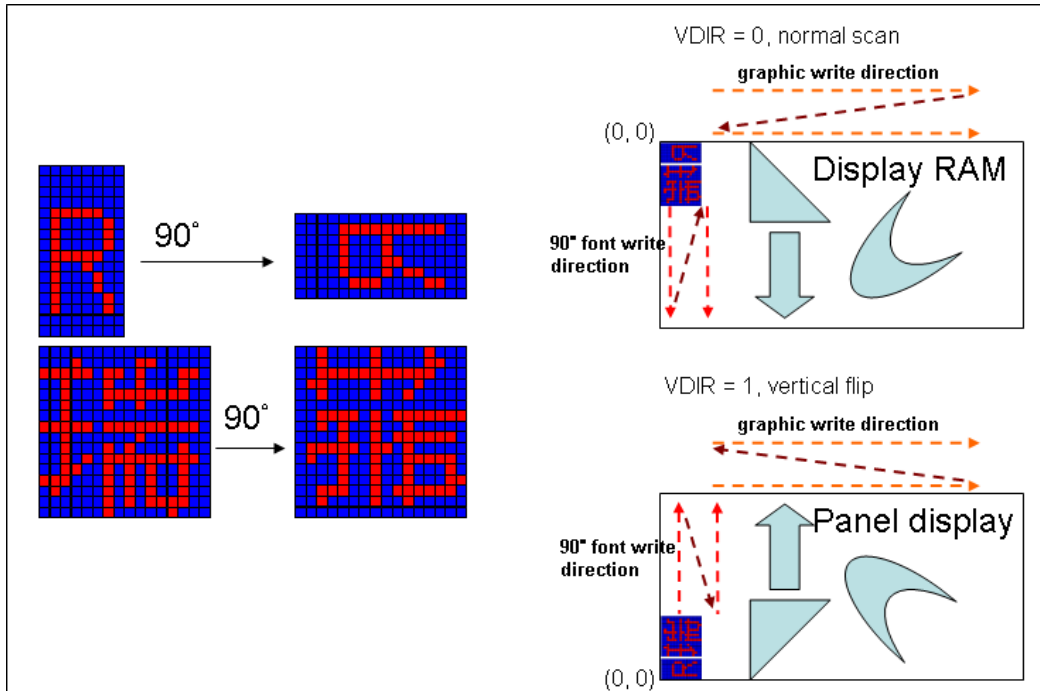 R
90°
90°
VDIR = 0, normal scan
graphic write direction
(0, 0)
Display RAM
90° font write
direction
VDIR = 1, vertical flip
graphic write direction
Panel display
90° font write
direction
(0, 0)